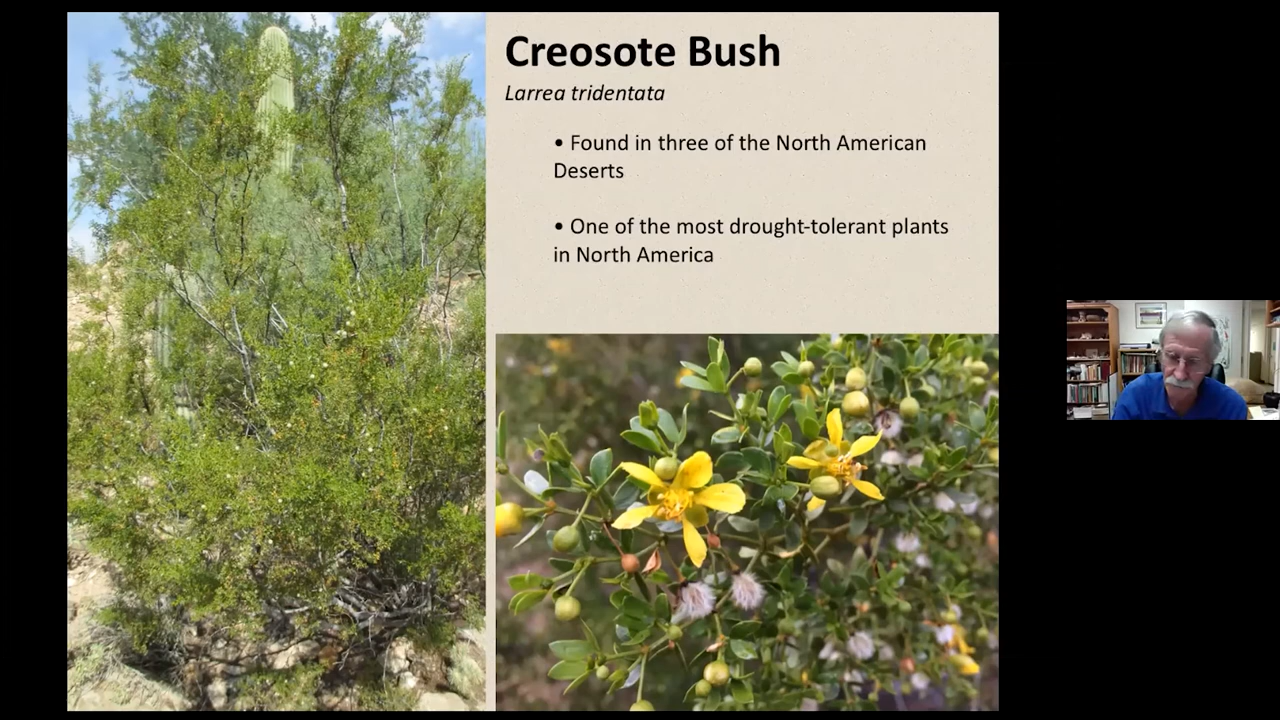 Creosote Bush
Larrea tridentata
• Found in three of the North American
Deserts
• One of the most drought-tolerant plants
in North America